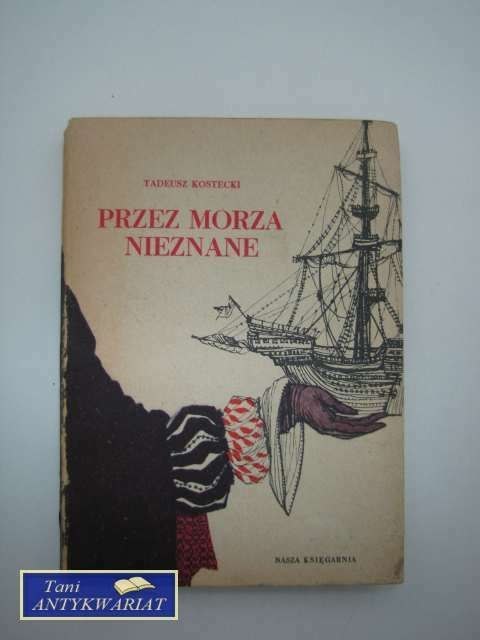 TADEUSZ KOSTECKI
PRZEZ MORZA
NIEZNANE
NASZA KSIĘGARNIA
Tani
ANTYKWARIAT